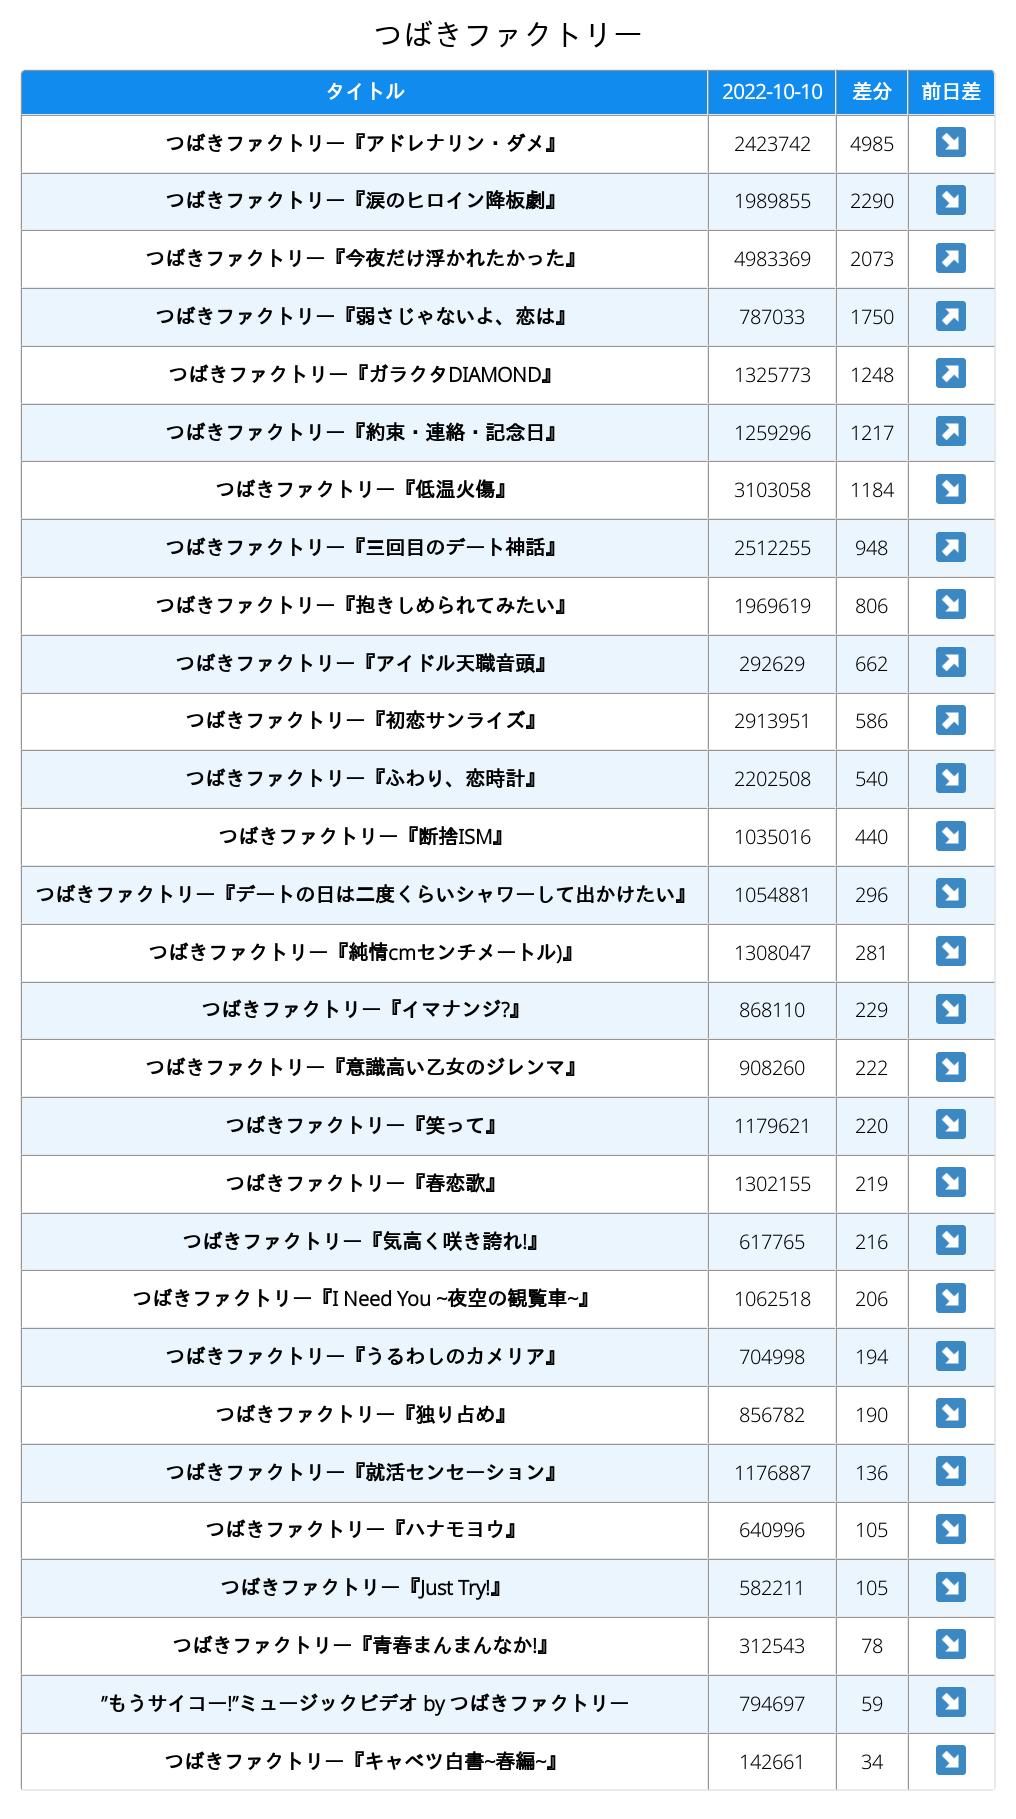 つばきファクトリー
タイトル 2022-10-10 差分 前日差
つばきファクトリー『アドレナリン・ダメ』 2423742 4985 ↘
つばきファクトリー『涙のヒロイン降板劇』 1989855 2290 ↘
つばきファクトリー『今夜だけ浮かれたかった』 4983369 2073 ↗
つばきファクトリー『弱さじゃないよ、恋は』 787033 1750 ↗
つばきファクトリー『ガラクタDIAMOND』 1325773 1248 ↗
つばきファクトリー『約束・連絡・記念日』 1259296 1217 ↗
つばきファクトリー『低温火傷』 3103058 1184 ↘
つばきファクトリー『三回目のデート神話』 2512255 948 ↗
つばきファクトリー『抱きしめられてみたい』 1969619 806 ↘
つばきファクトリー『アイドル天職音頭』 292629 662 ↗
つばきファクトリー『初恋サンライズ』 2913951 586 ↗
つばきファクトリー『ふわり、恋時計』 2202508 540 ↘
つばきファクトリー『断捨ISM』 1035016 440 ↘
つばきファクトリー『デートの日は二度くらいシャワーして出かけたい』 1054881 296 ↘
つばきファクトリー『純情cmセンチメートル)』 1308047 281 ↘
つばきファクトリー『イマナンジ?』 868110 229 ↘
つばきファクトリー『意識高い乙女のジレンマ』 908260 222 ↘
つばきファクトリー『笑って』 1179621 220 ↘
つばきファクトリー『春恋歌』 1302155 219 ↘
つばきファクトリー『気高く咲き誇れ!』 617765 216 ↘
つばきファクトリー『I Need You ~夜空の観覧車~』 1062518 206 ↘
つばきファクトリー『うるわしのカメリア』 704998 194 ↘
つばきファクトリー『独り占め』 856782 190 ↘
つばきファクトリー『就活センセーション』 1176887 136 ↘
つばきファクトリー『ハナモヨウ』 640996 105 ↘
つばきファクトリー『Just Try!』 582211 105 ↘
つばきファクトリー『青春まんまんなか!』 312543 78 ↘
”もうサイコー!”ミュージックビデオ by つばきファクトリー 794697 59 ↘
つばきファクトリー『キャベツ白書~春編~』 142661 34 ↘